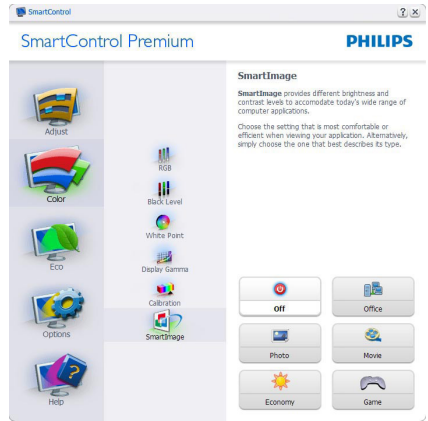 SmartControl
SmartControl Premium
PHILIPS
Adjust
Color
Eco
Options
Help
RGB
Black Level
White Point
Display Gamma
Calibration
SmartImage
SmartImage
SmartImage provides different brightness and
contrast levels to accomodate today's wide range of
computer applications.
Choose the setting that is most comfortable or
efficient when viewing your application. Alternatively,
simply choose the one that best describes its type.
Off
Office
Photo
Movie
Economy
Game